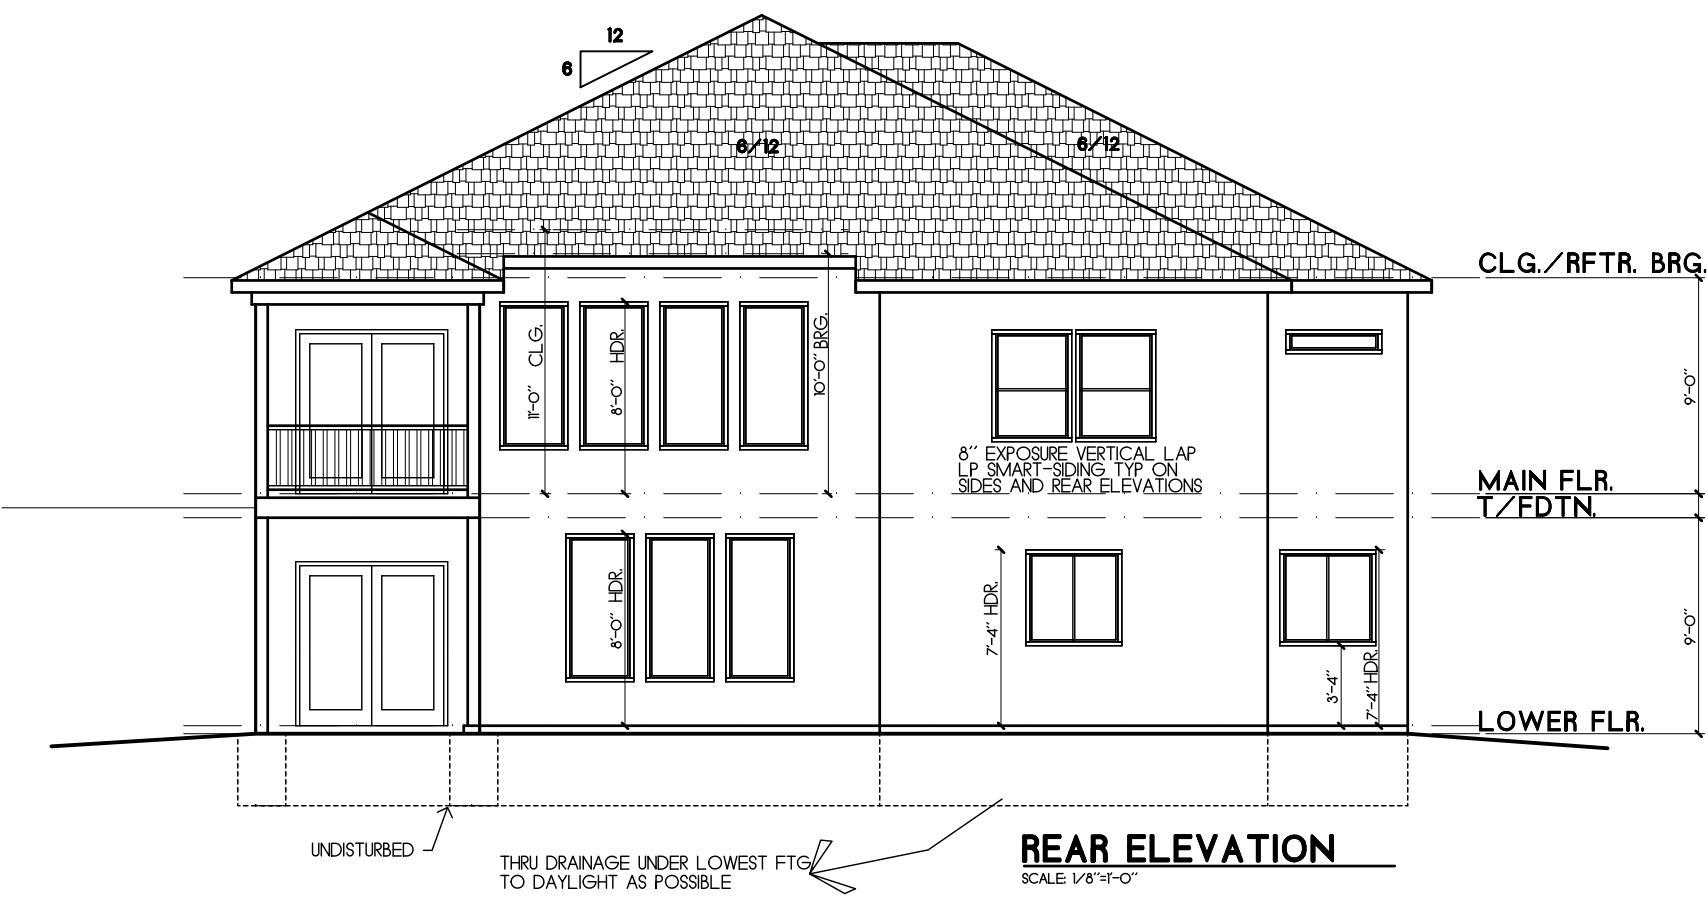 12
6
6/12
6/12
CLG./RFTR. BRG.
11'-0" CLG.
8'-0" HDR.
10'-0" BRG.
9'-0"
8'' EXPOSURE VERTICAL LAP
LP SMART-SIDING TYP ON
SIDES AND REAR ELEVATIONS
MAIN FLR.
T/FDTN.
8'-0" HDR.
7'-4" HDR.
3'-4"
7'-4" HDR.
9'-0"
LOWER FLR.
UNDISTURBED
THRU DRAINAGE UNDER LOWEST FTG
TO DAYLIGHT AS POSSIBLE
REAR ELEVATION
SCALE: 1/8"=1'-0"